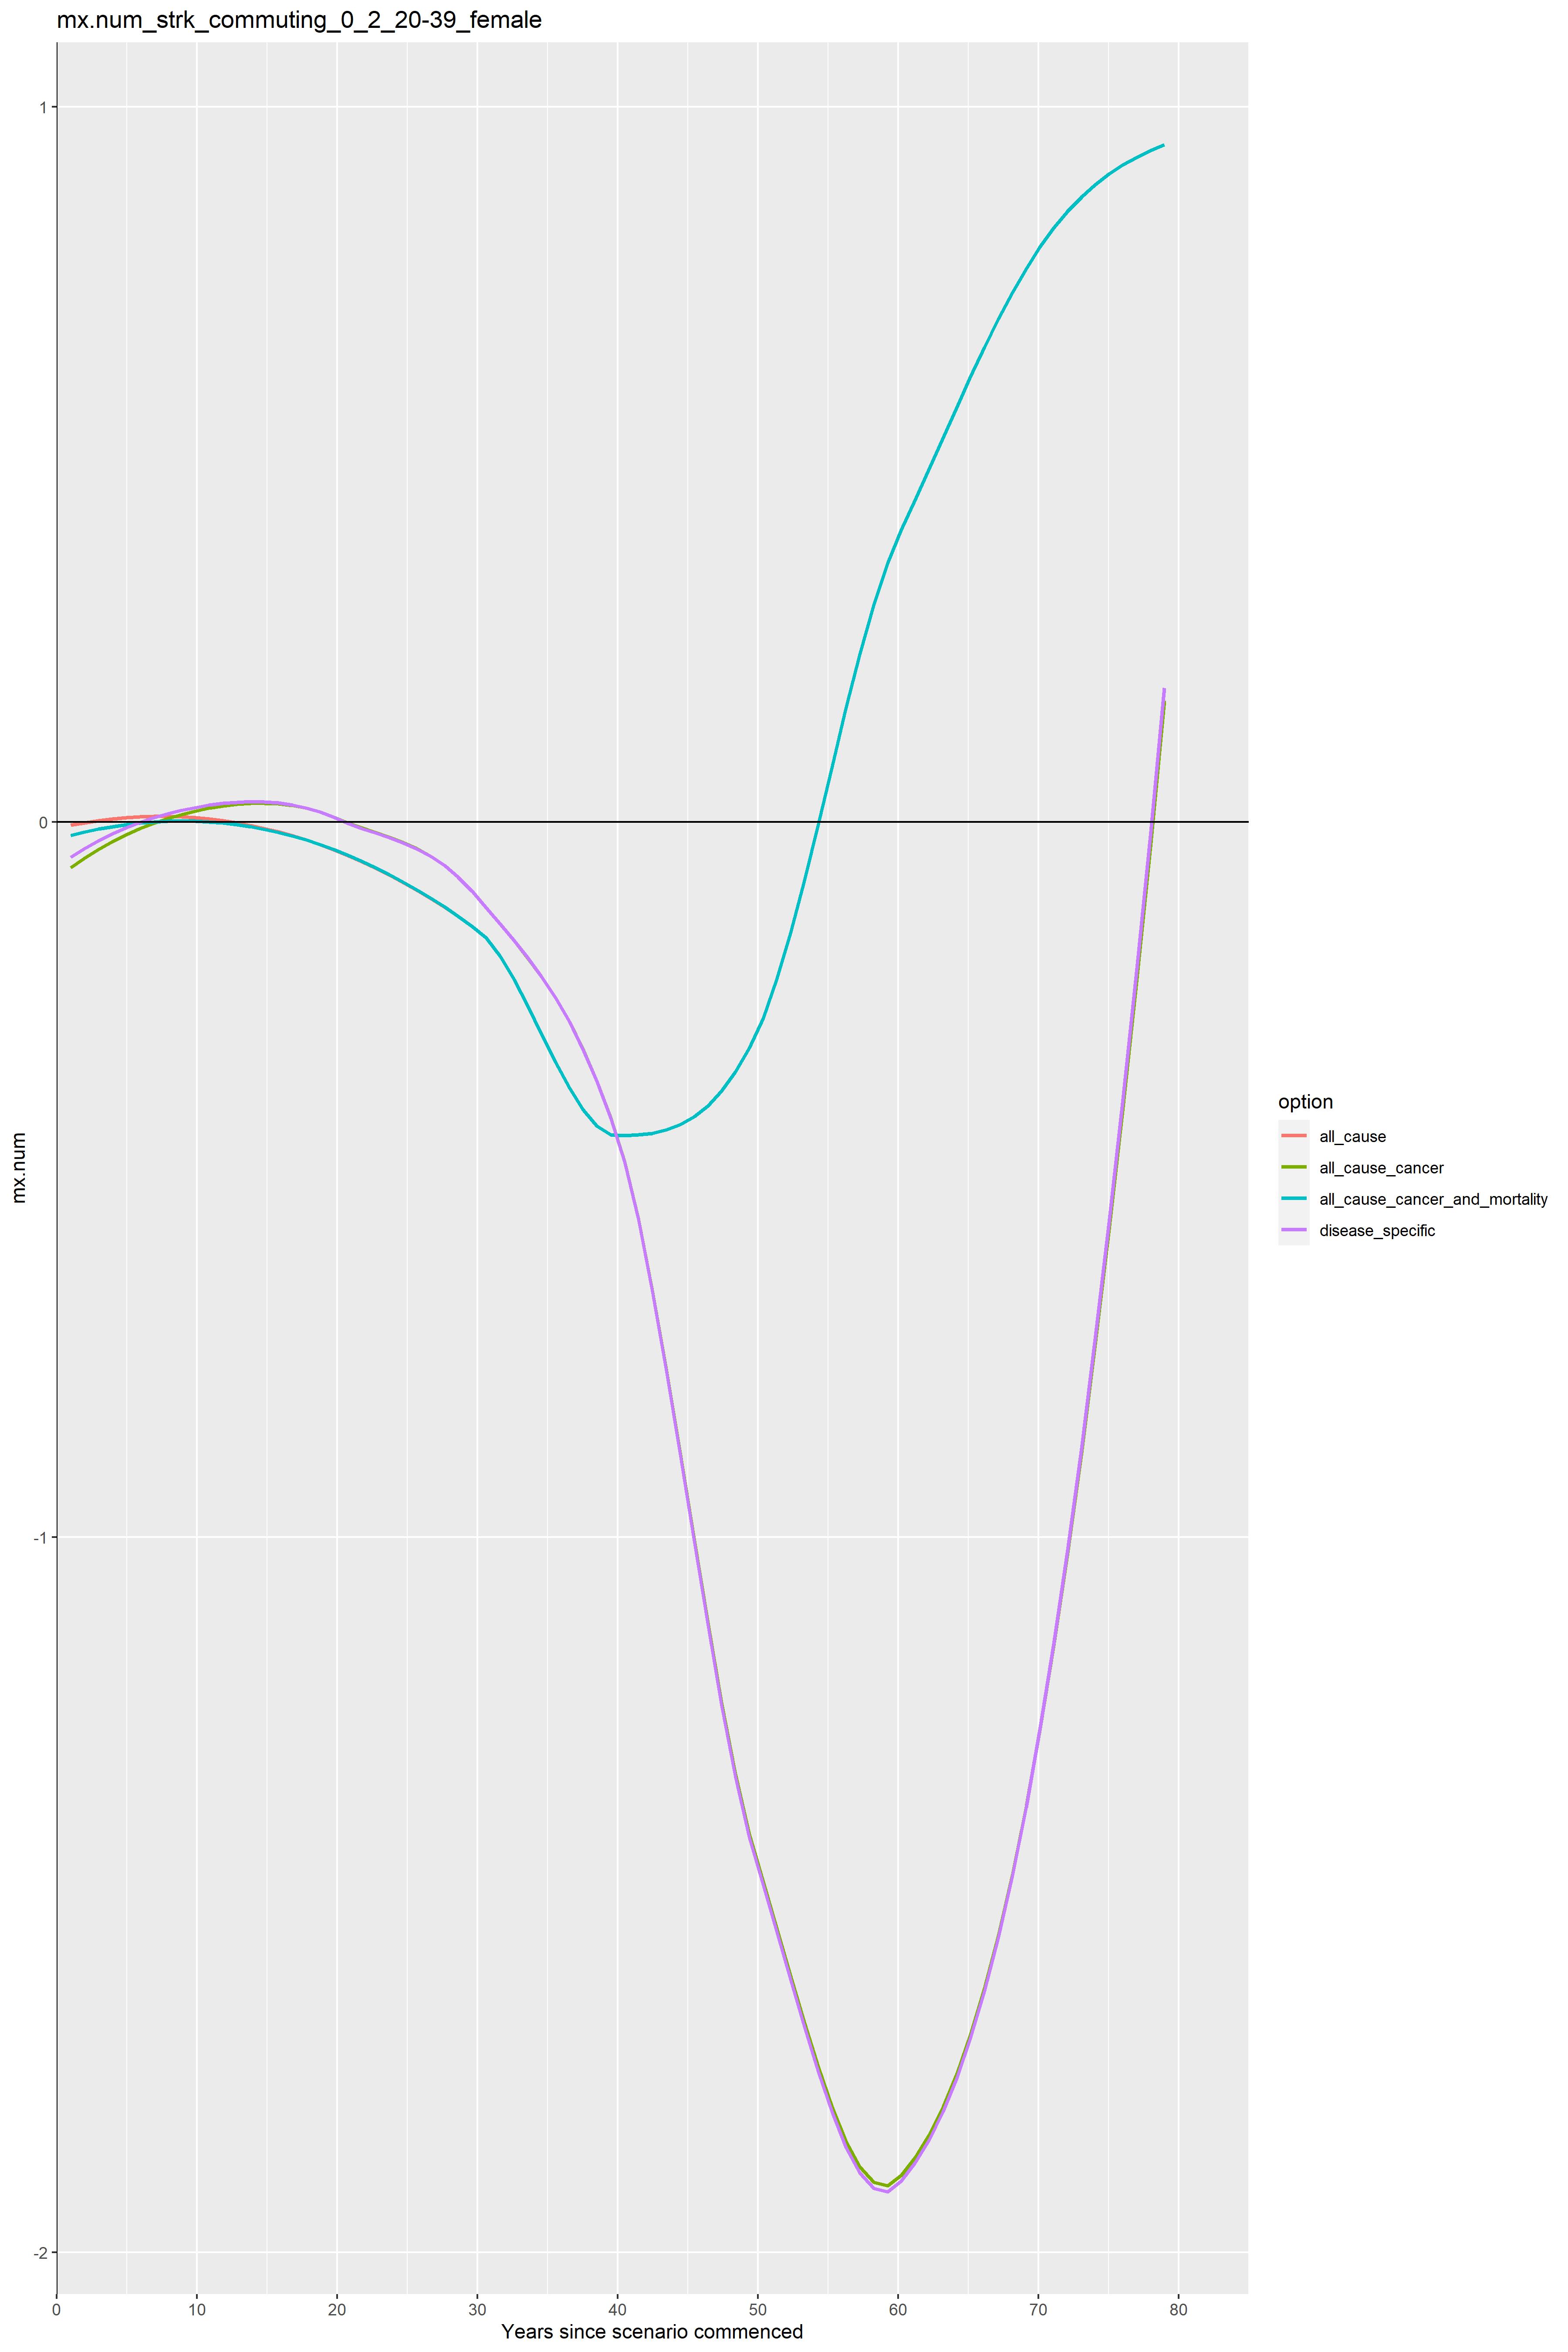 mx.num_strk_commuting_0_2_20-39_female
1
0
-1
-2
mx.num
0 10 20 30 40 50 60 70 80
Years since scenario commenced
option
all_cause
all_cause_cancer
all_cause_cancer_and_mortality
disease_specific